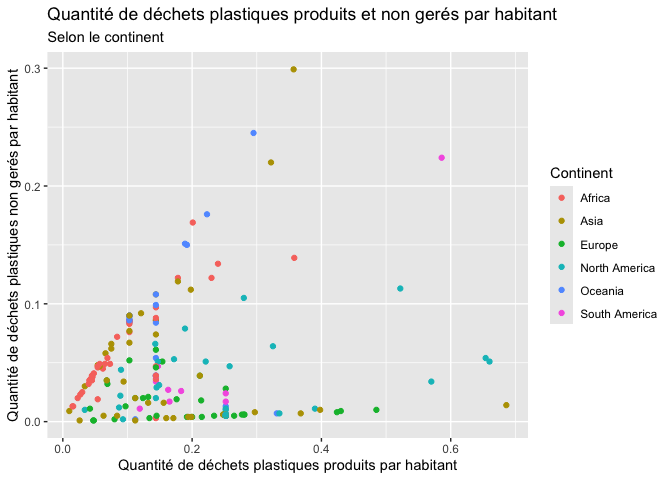 Quantité de déchets plastiques produits et non gerés par habitant
Selon le continent
Quantité de déchets plastiques non gerés par habitant
0.3
0.2
0.1
0.0
0.0
0.2
0.4
0.6
Quantité de déchets plastiques produits par habitant
Continent
Africa
Asia
Europe
North America
Oceania
South America